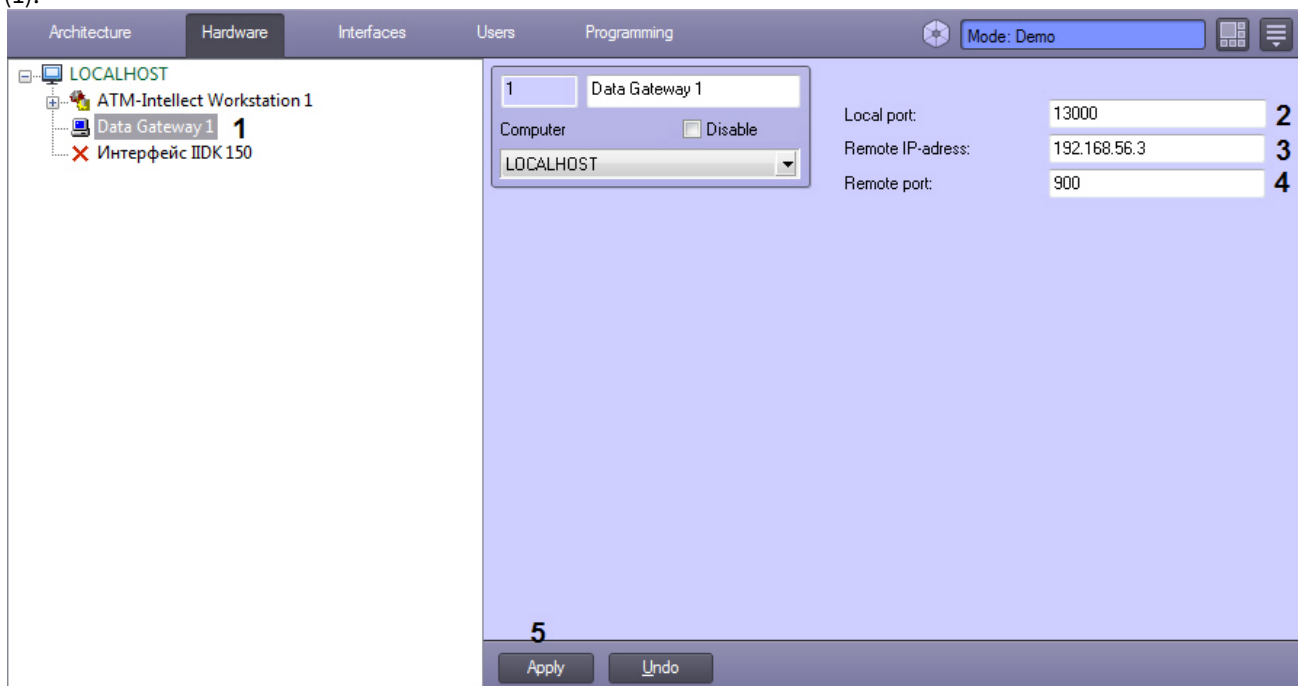 (1).
Architecture Hardware Interfaces Users Programming Mode: Demo
LOCALHOST
ATM-Intellect Workstation 1
Data Gateway 1 1
Интерфейс IIDK 150
1 Data Gateway 1
Computer Disable
LOCALHOST
Local port: 13000 2
Remote IP-adress: 192.168.56.3 3
Remote port: 900 4
5
Apply Undo